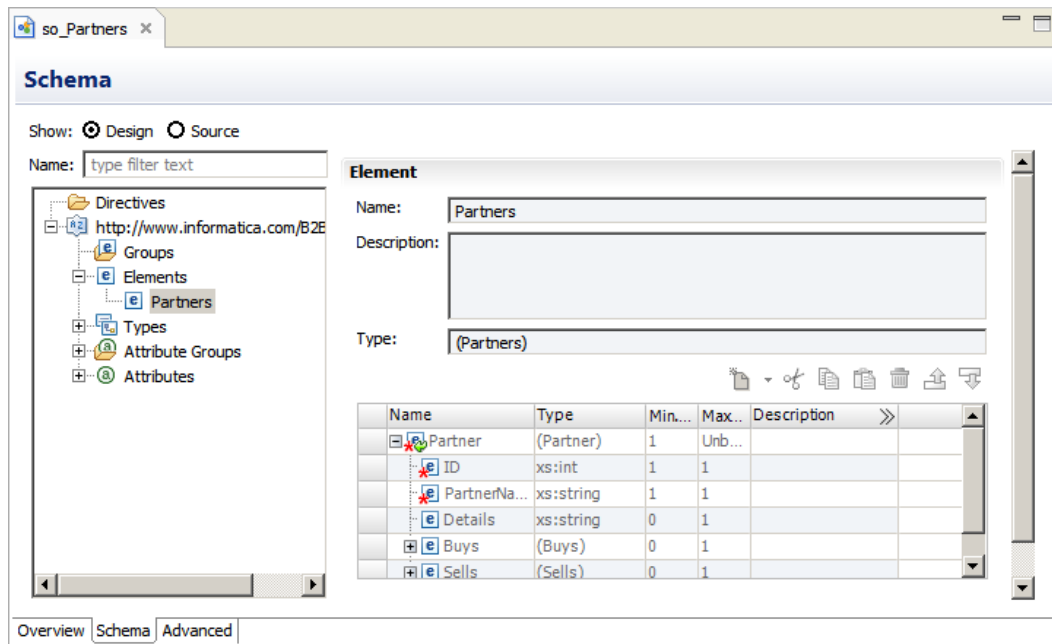 so_Partners
Schema
Show: Design Source
Name: type filter text
Directives
http://www.informatica.com/B2B
Groups
Elements
Partners
Types
Attribute Groups
Attributes
Element
Name: Partners
Description:
Type: (Partners)
Name Type Min... Max... Description
Partner (Partner) 1 Unb...
ID xs:int 1 1
PartnerNa... xs:string 1 1
Details xs:string 0 1
Buys (Buys) 0 1
Sells (Sells) 0 1
Overview Schema Advanced